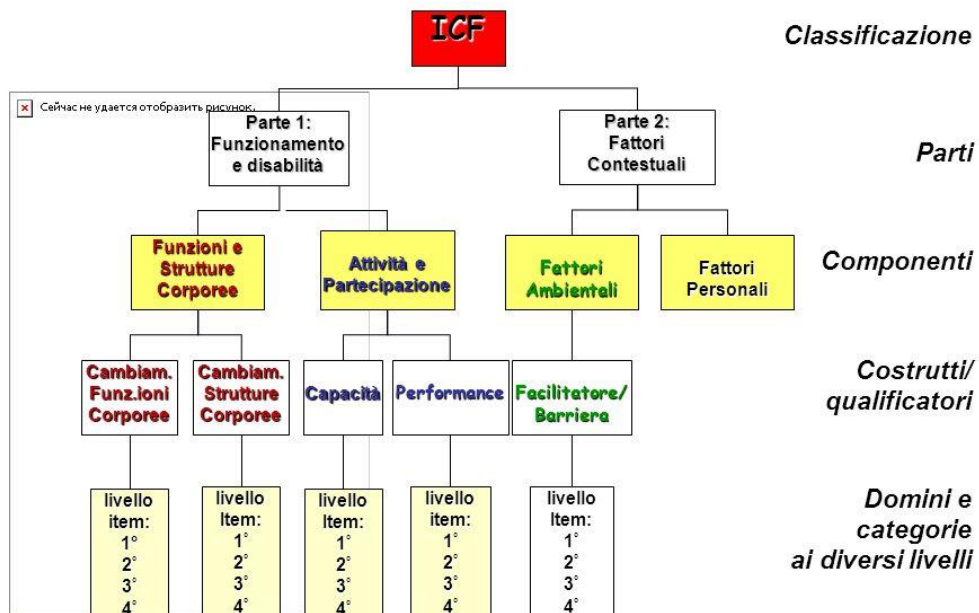 ICF
Classificazione
Сейчас не удается отобразить рисунок.
Parte 1:
Funzionamento
e disabilità
Parte 2:
Fattori
Contestuali
Parti
Funzioni e
Strutture
Corporee
Attività e
Partecipazione
Fattori
Ambientali
Fattori
Personali
Componenti
Cambiam.
Funz.ioni
Corporee
Cambiam.
Strutture
Corporee
Capacità
Performance
Facilitatore/
Barriera
Costrutti/
qualificatori
livello
item:
1°
2°
3°
4°
livello
Item:
1°
2°
3°
4°
livello
Item:
1°
2°
3°
4°
livello
item:
1°
2°
3°
4°
livello
Item:
1°
2°
3°
4°
Domini e
categorie
ai diversi livelli